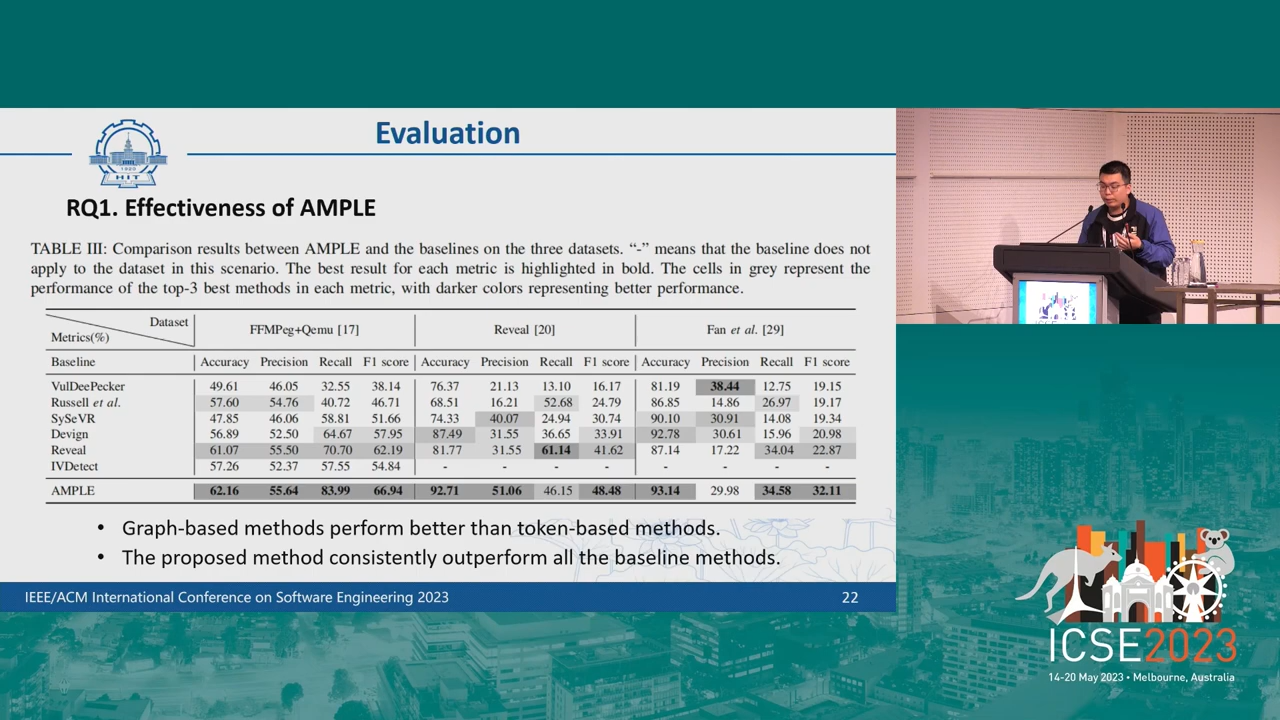 Evaluation
1920
HIT
RQ1. Effectiveness of AMPLE
TABLE III: Comparison results between AMPLE and the baselines on the three datasets. “-” means that the baseline does not
apply to the dataset in this scenario. The best result for each metric is highlighted in bold. The cells in grey represent the
performance of the top-3 best methods in each metric, with darker colors representing better performance.
Dataset
Metrics(%)
FFMPeg+Qemu [17] Reveal [20] Fan et al. [29]
Baseline Accuracy Precision Recall F1 score Accuracy Precision Recall F1 score Accuracy Precision Recall F1 score
VulDeePecker 49.61 46.05 32.55 38.14 76.37 21.13 13.10 16.17 81.19 38.44 12.75 19.15
Russell et al. 57.60 54.76 40.72 46.71 68.51 16.21 52.68 24.79 86.85 14.86 26.97 19.17
SySeVR 47.85 46.06 58.81 51.66 74.33 40.07 24.94 30.74 90.10 30.91 14.08 19.34
Devign 56.89 52.50 64.67 57.95 87.49 31.55 36.65 33.91 92.78 30.61 15.96 20.98
Reveal 61.07 55.50 70.70 62.19 81.77 31.55 61.14 41.62 87.14 17.22 34.04 22.87
IVDetect 57.26 52.37 57.55 54.84 - - - - - - - -
AMPLE 62.16 55.64 83.99 66.94 92.71 51.06 46.15 48.48 93.14 29.98 34.58 32.11
• Graph-based methods perform better than token-based methods.
• The proposed method consistently outperform all the baseline methods.
IEEE/ACM International Conference on Software Engineering 2023 22
ICSE2023
14-20 May 2023 • Melbourne, Australia